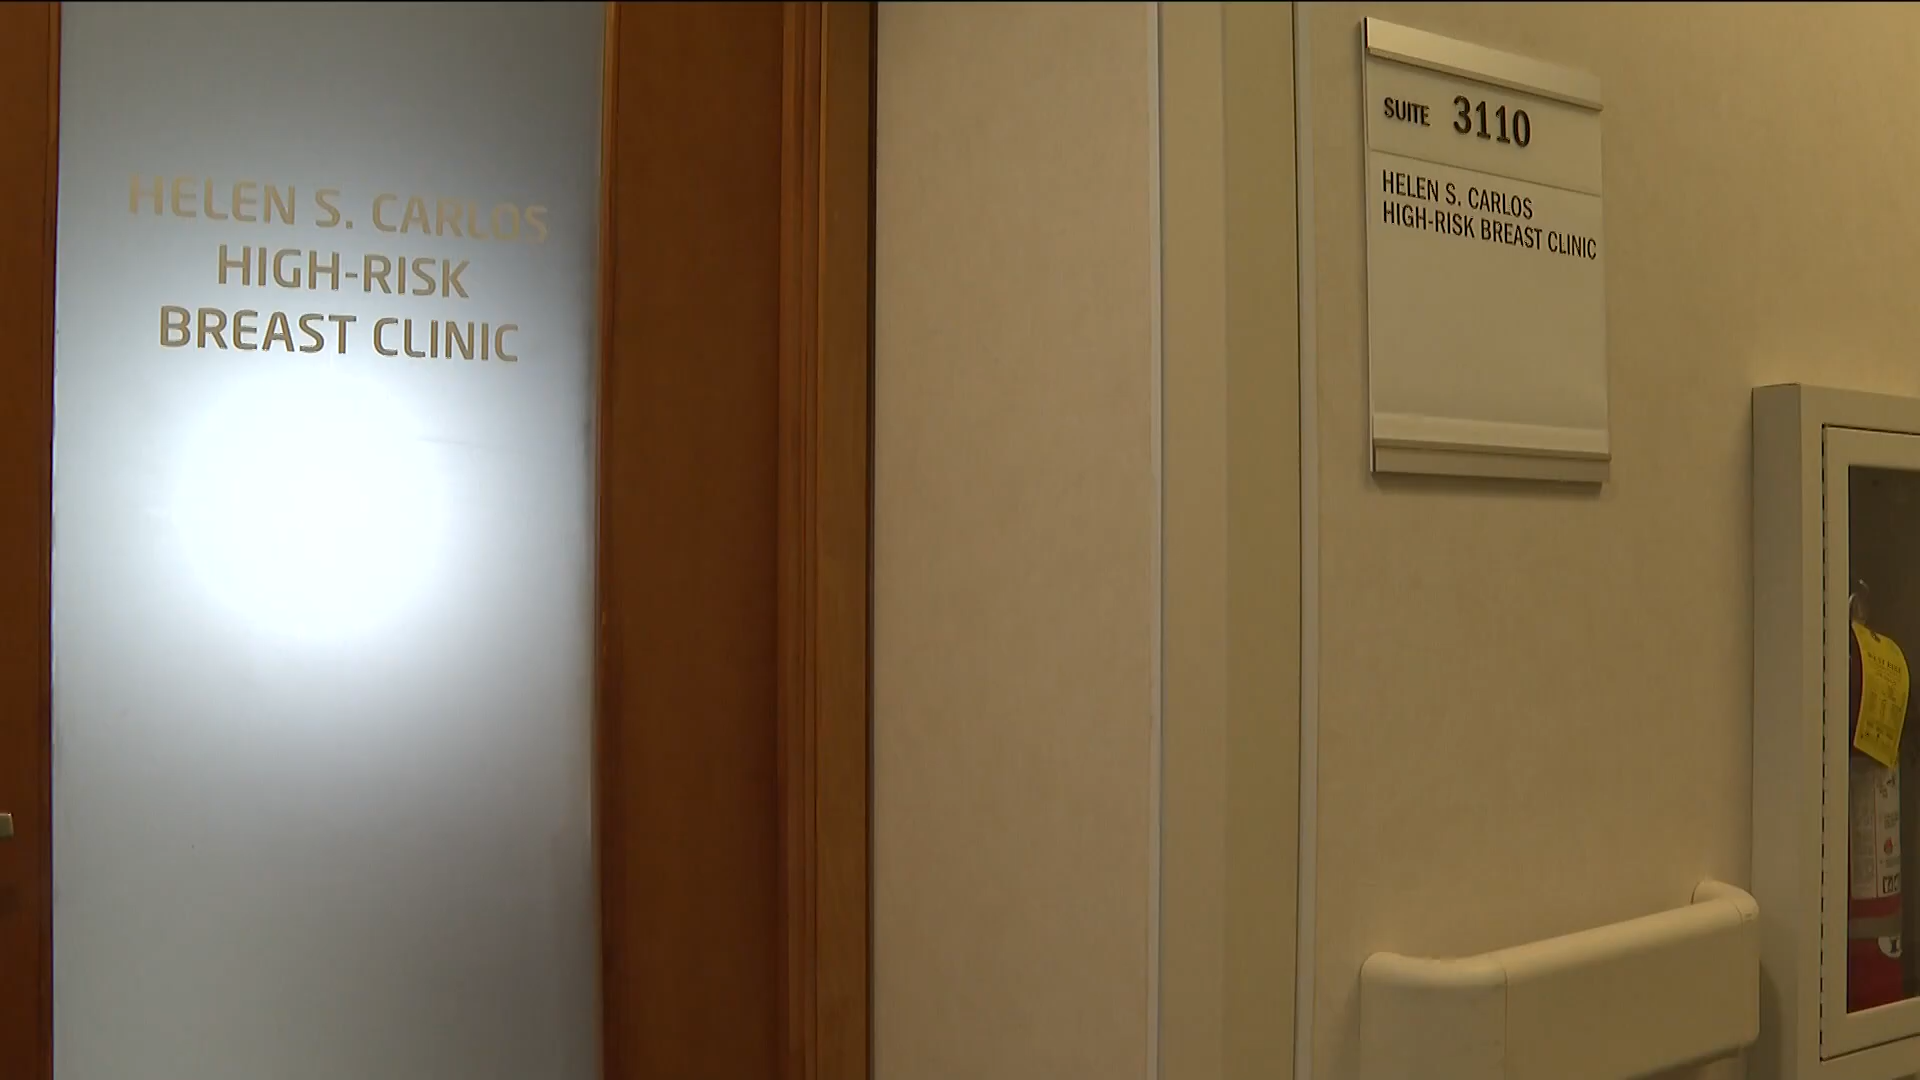 HELEN S. CARLOS
HIGH-RISK
BREAST CLINIC
SUITE 3110
HELEN S. CARLOS
HIGH-RISK BREAST CLINIC